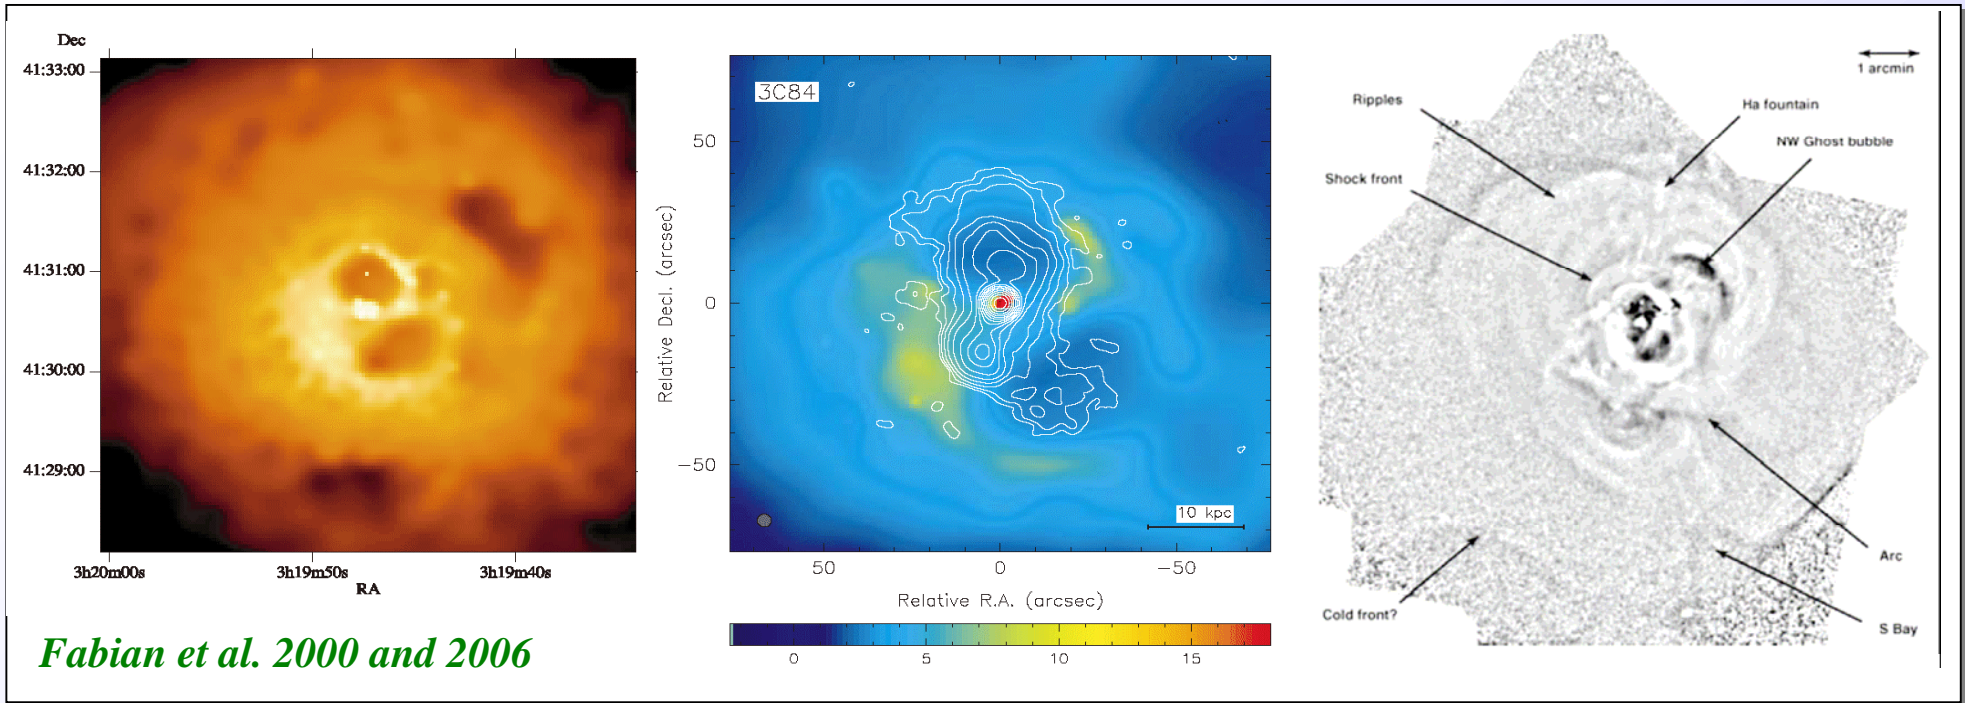 Dec
41:33:00
41:32:00
41:31:00
41:30:00
41:29:00
3h20m00s
3h19m50s
3h19m40s
RA
Fabian et al. 2000 and 2006
3C84
Relative Decl. (arcsec)
50
0
−50
10 kpc
50
0
−50
Relative R.A. (arcsec)
0
5
10
15
1 arcmin
Ripples
Ha fountain
NW Ghost bubble
Shock front
Arc
Cold front?
S Bay